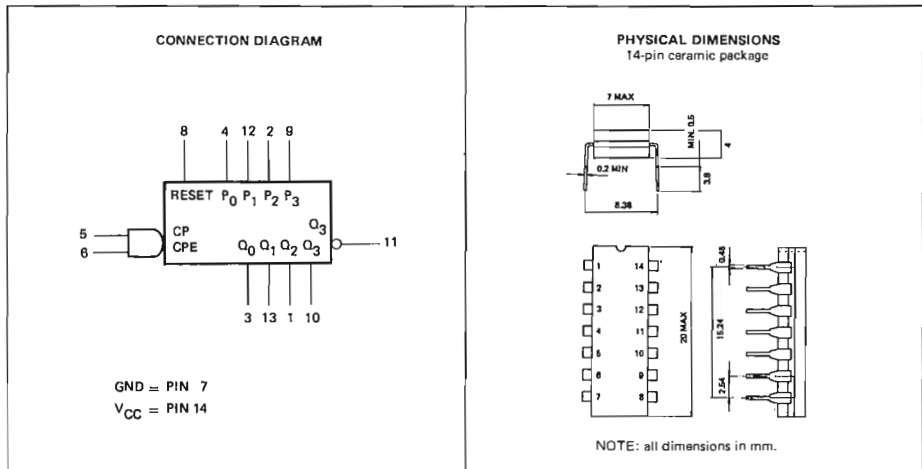 CONNECTION DIAGRAM
8 4 12 2 9
RESET P0 P1 P2 P3
5 CP Q3 11
6 CPE Q0 Q1 Q2 Q3
3 13 1 10
GND = PIN 7
VCC = PIN 14
PHYSICAL DIMENSIONS
14-pin ceramic package
7 MAX
MIN. 0.5
4
0.2 MIN
3.8
8.38
0.45
1 14
2 13
3 12
4 11
5 10
6 9
7 8
20 MAX
15.24
2.54
NOTE: all dimensions in mm.